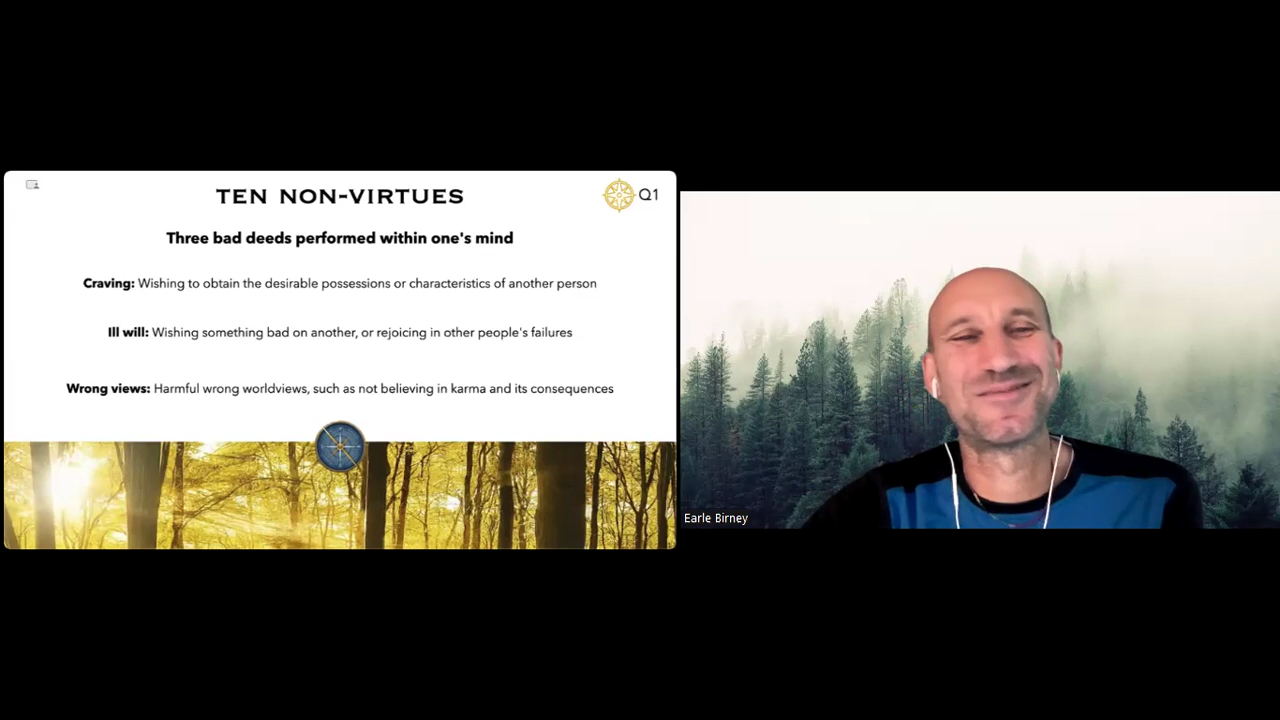 TEN NON-VIRTUES
Q1
Three bad deeds performed within one's mind
Craving: Wishing to obtain the desirable possessions or characteristics of another person
Ill will: Wishing something bad on another, or rejoicing in other people's failures
Wrong views: Harmful wrong worldviews, such as not believing in karma and its consequences
Earle Birney